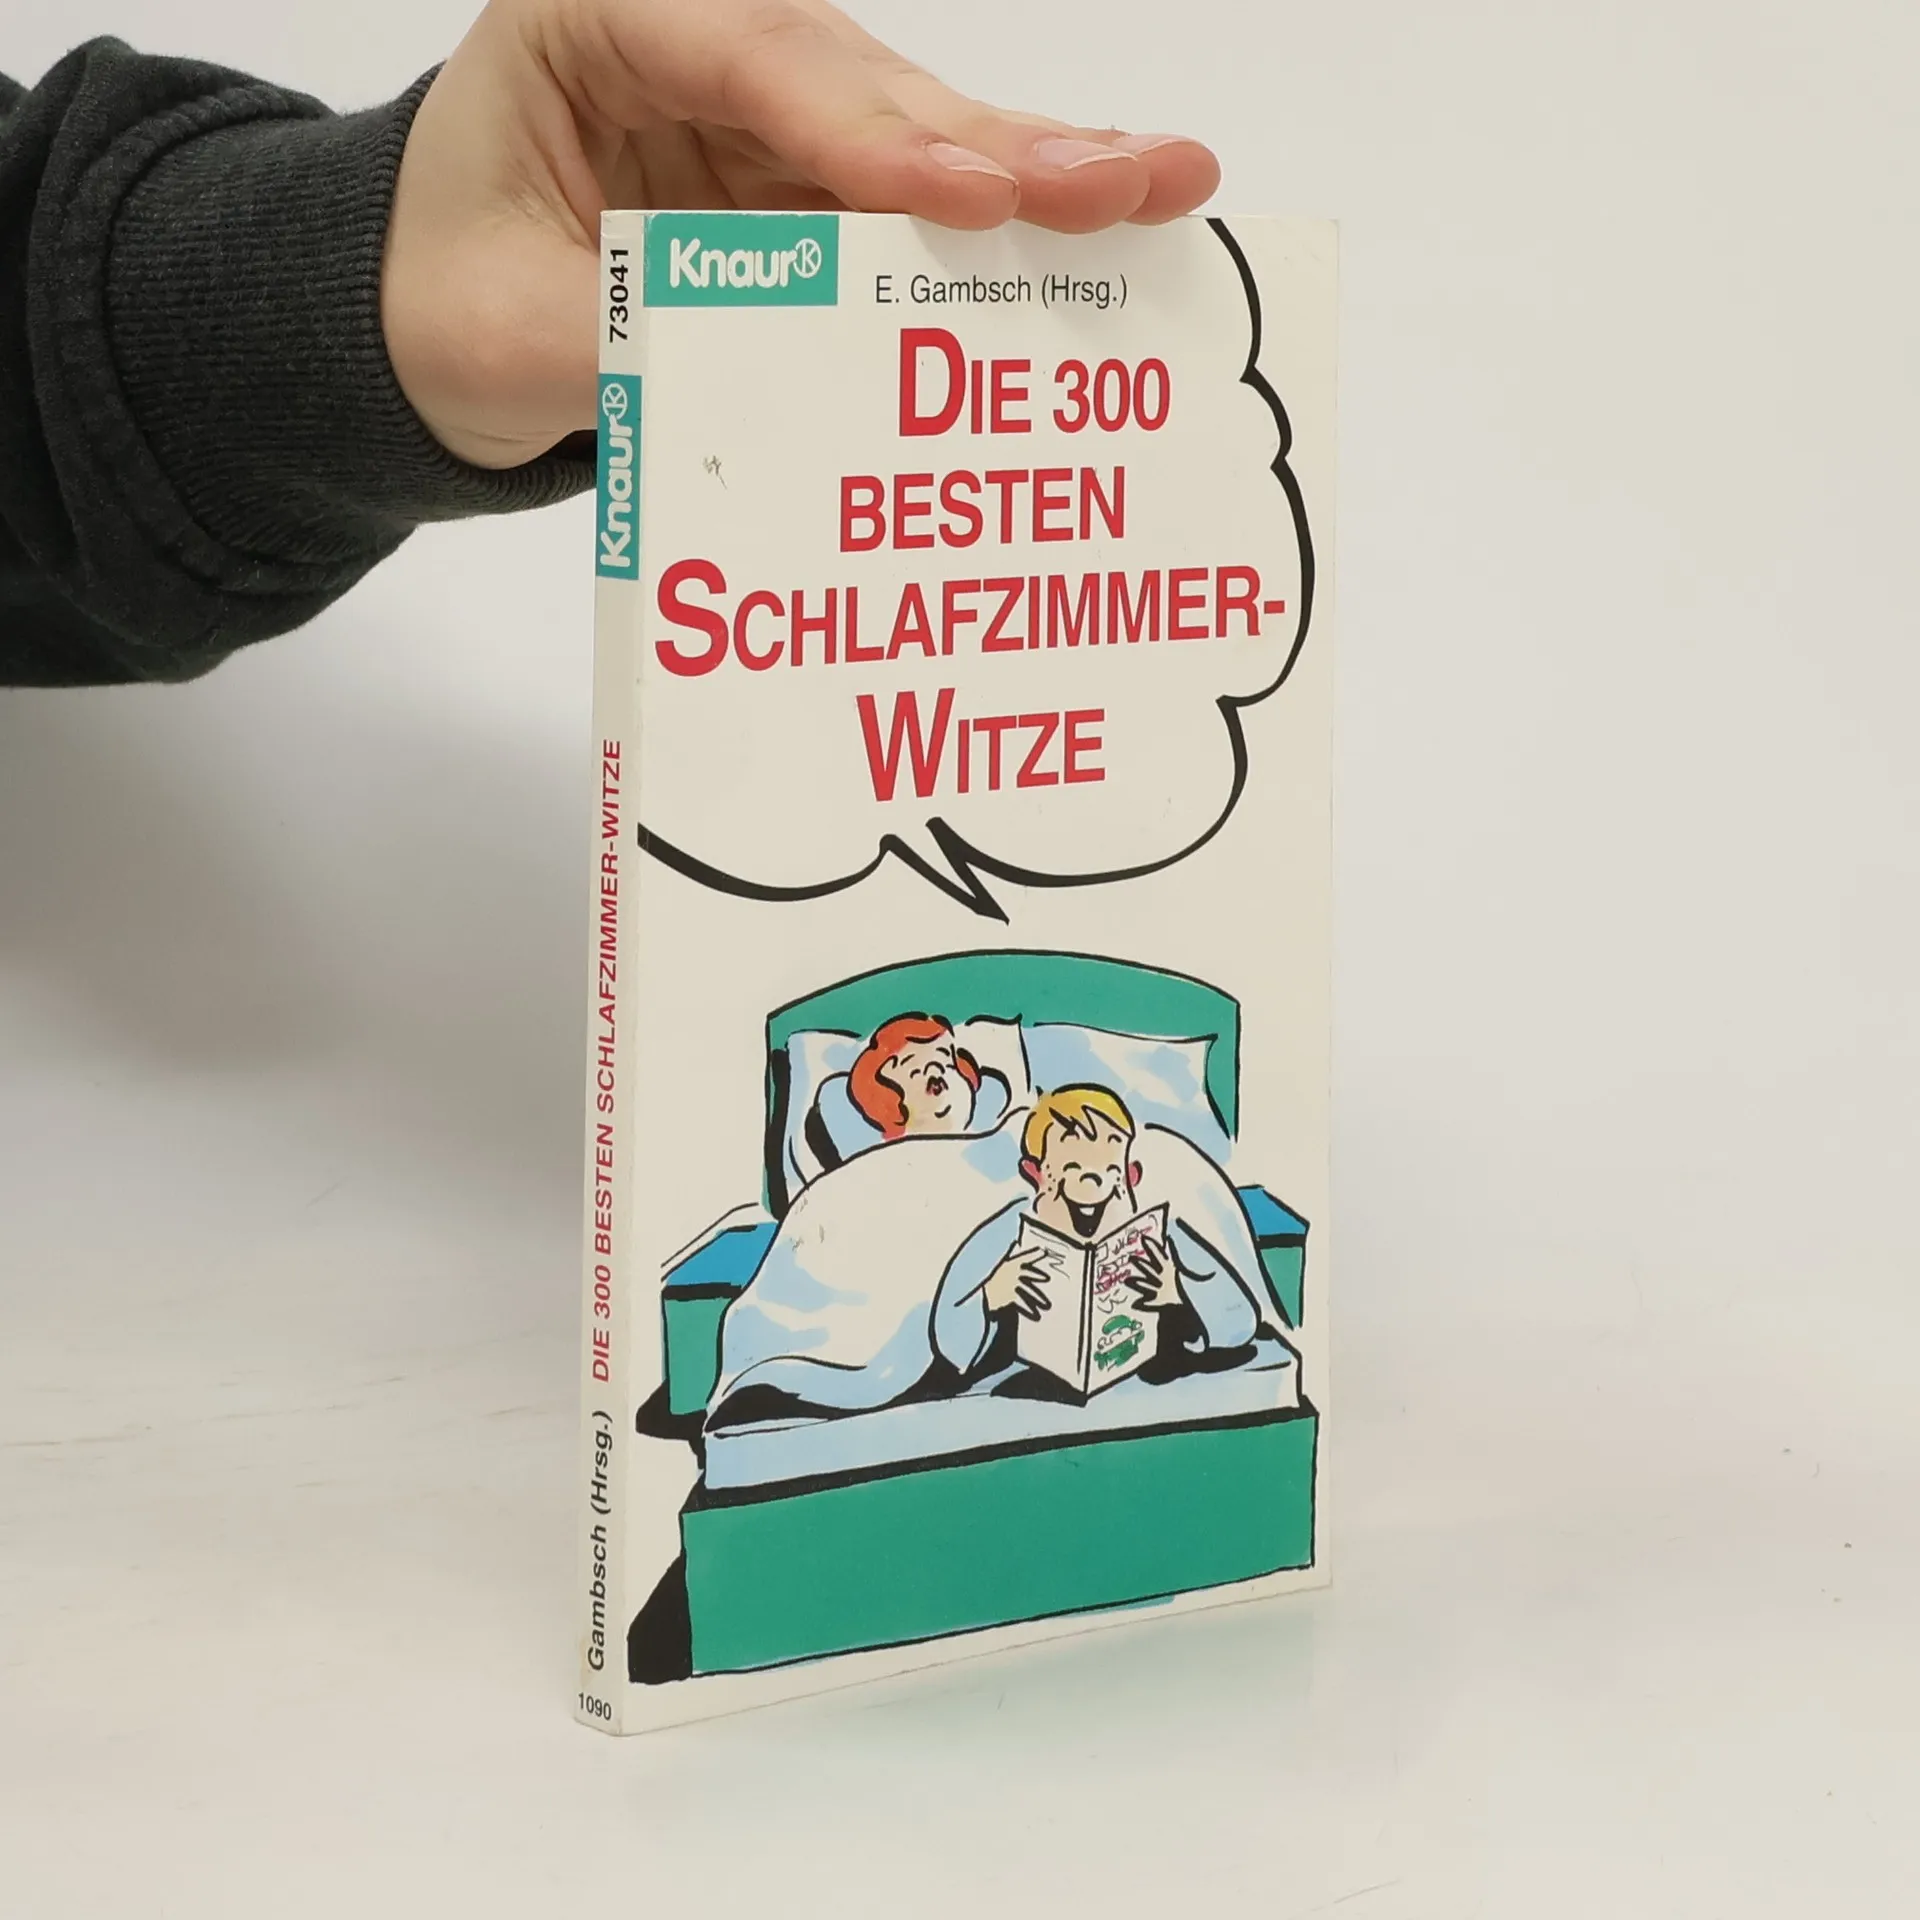 Knaur
E. Gambsch (Hrsg.)
DIE 300
BESTEN
SCHLAFZIMMER-
WITZE
73041
Knaur
Gambsch (Hrsg.) DIE 300 BESTEN SCHLAFZIMMER-WITZE
1090